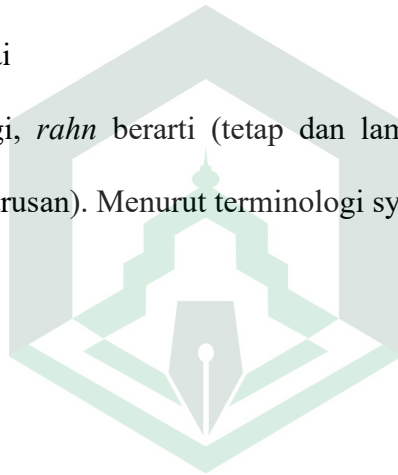 gi, rahn berarti (tetap dan lam
rusan). Menurut terminologi sy